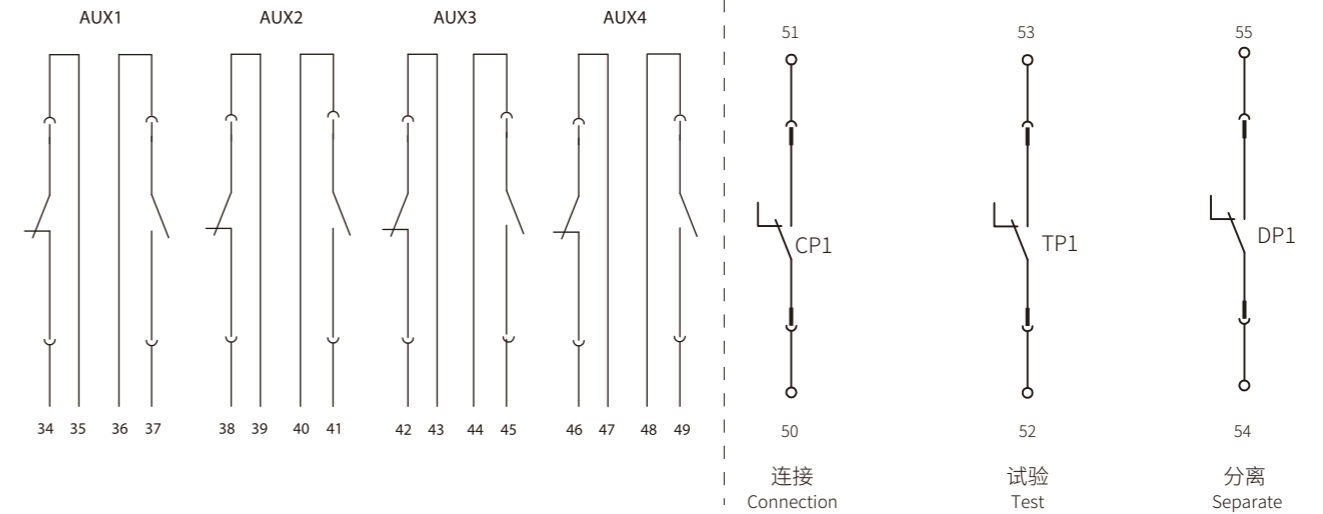 AUX1 AUX2 AUX3 AUX4
51 53 55
CP1 TP1 DP1
34 35 36 37 38 39 40 41 42 43 44 45 46 47 48 49 50 52 54
连接 试验 分离
Connection Test Separate